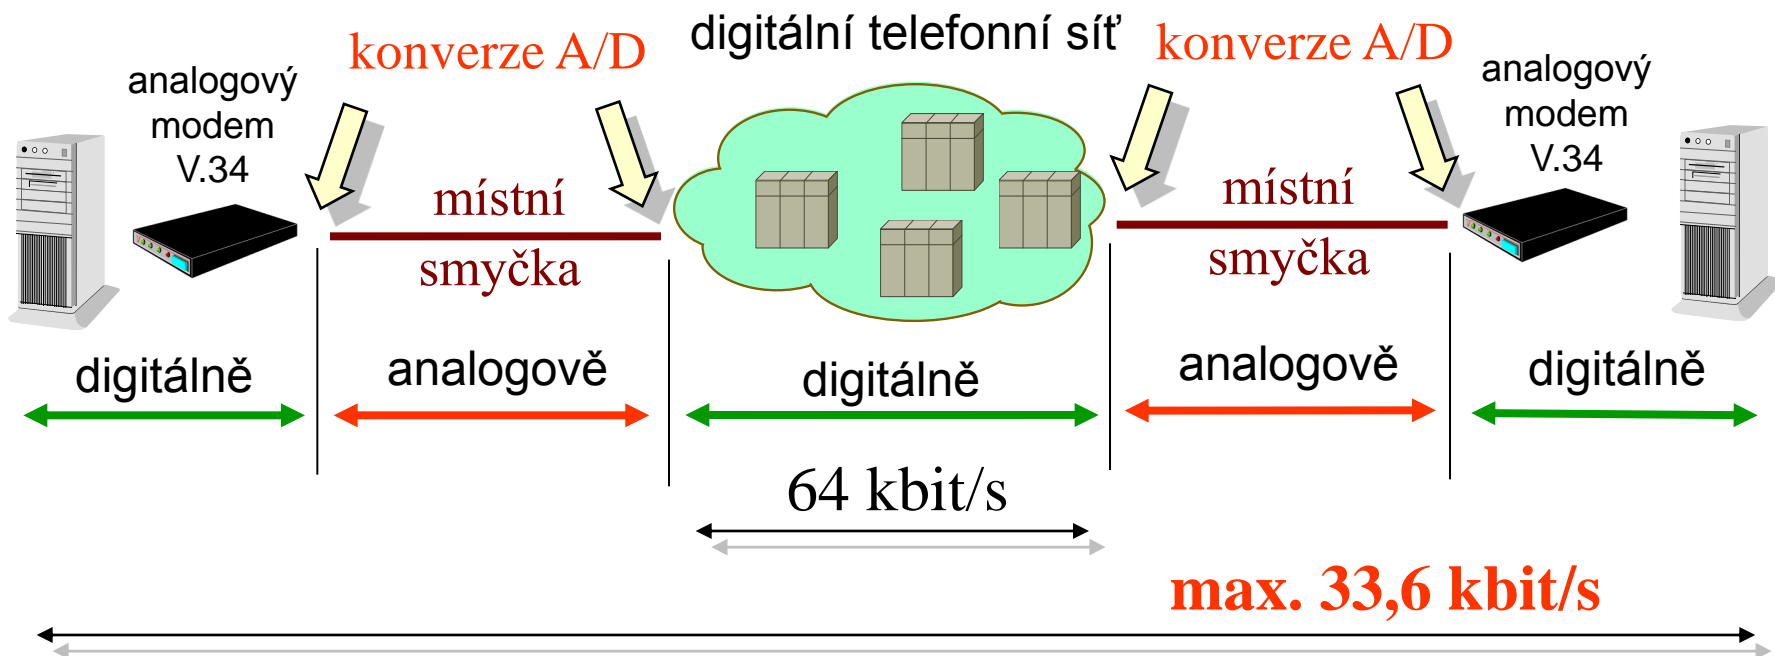 digitální telefonní síť
konverze A/D
konverze A/D
analogový
modem
V.34
analogový
modem
V.34
místní
smyčka
místní
smyčka
digitálně
analogově
digitálně
analogově
digitálně
64 kbit/s
max. 33,6 kbit/s